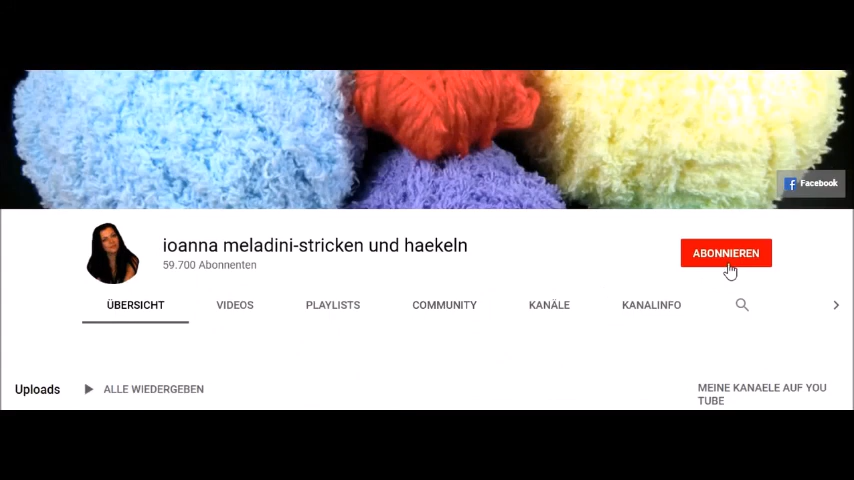 Facebook
ioanna meladini-stricken und haekeln
59.700 Abonnenten
ABONNIEREN
ÜBERSICHT VIDEOS PLAYLISTS COMMUNITY KANÄLE KANALINFO
Uploads ALLE WIEDERGEBEN
MEINE KANAELE AUF YOU
TUBE